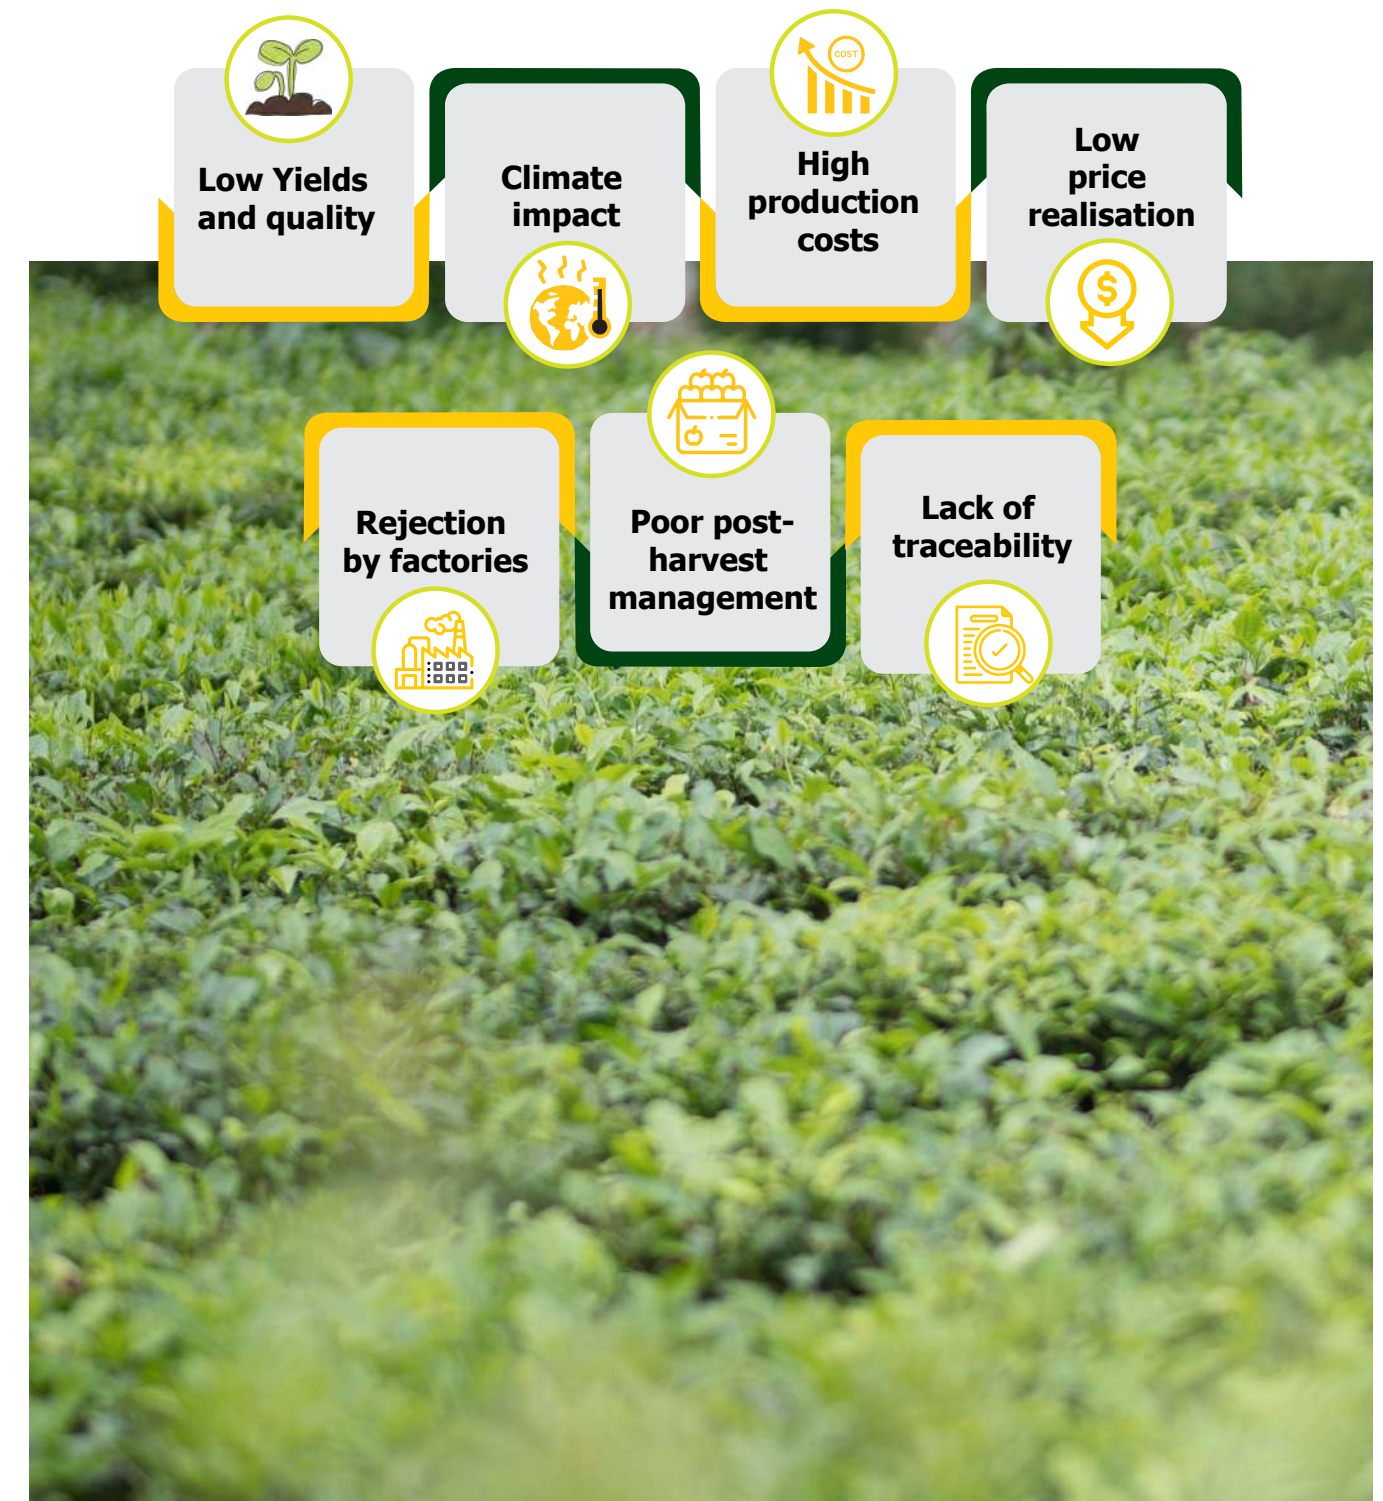 Low Yields
and quality
Climate
impact
COST
High
production
costs
Low
price
realisation
$
Rejection
by factories
Poor post-
harvest
management
Lack of
traceability